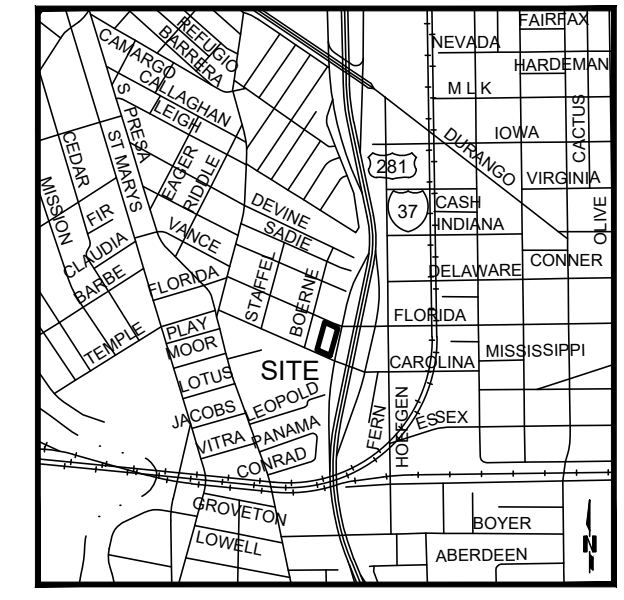 FAIRFAX
REFUGIO
BARRERA
NEVADA
CAMARGO
HARDEMAN
CALLAGHAN
M L K
S PRESA
LEIGH
CACTUS
IOWA
DURANGO
ST MARYS
CEDAR
281
EAGER
RIDDLE
VIRGINIA
MISSION
37
CASH
DEVINE
OLIVE
FIR
INDIANA
SADIE
VANCE
CLAUDIA
CONNER
DELAWARE
BARBE
FLORIDA
STAFFEL
BOERNE
FLORIDA
PLAY
TEMPLE
MOOR
MISSISSIPPI
CAROLINA
SITE
LOTUS
LEOPOLD
JACOBS
HOEFGEN
FERN
ESSEX
PANAMA
VITRA
CONRAD
GROVETON
BOYER
LOWELL
N
ABERDEEN